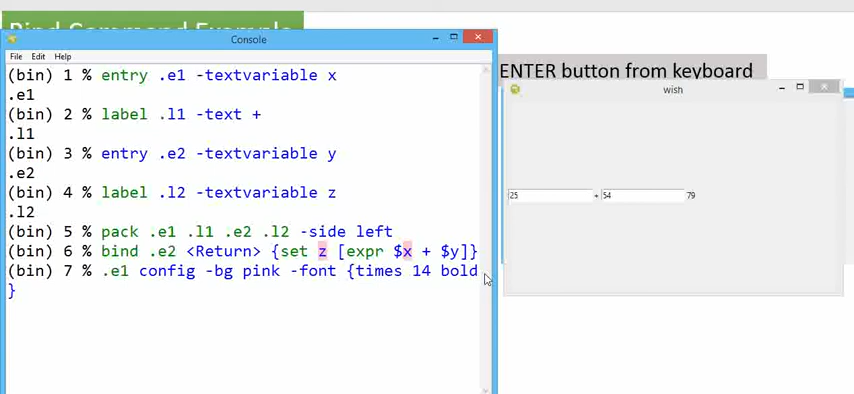 Bind Command Example
Console
File Edit Help
(bin) 1 % entry .e1 -textvariable x
.e1
(bin) 2 % label .l1 -text +
.l1
(bin) 3 % entry .e2 -textvariable y
.e2
(bin) 4 % label .l2 -textvariable z
.l2
(bin) 5 % pack .e1 .l1 .e2 .l2 -side left
(bin) 6 % bind .e2 <Return> {set z [expr $x + $y]}
(bin) 7 % .e1 config -bg pink -font {times 14 bold
}
ENTER button from keyboard
wish
25 + 54 79